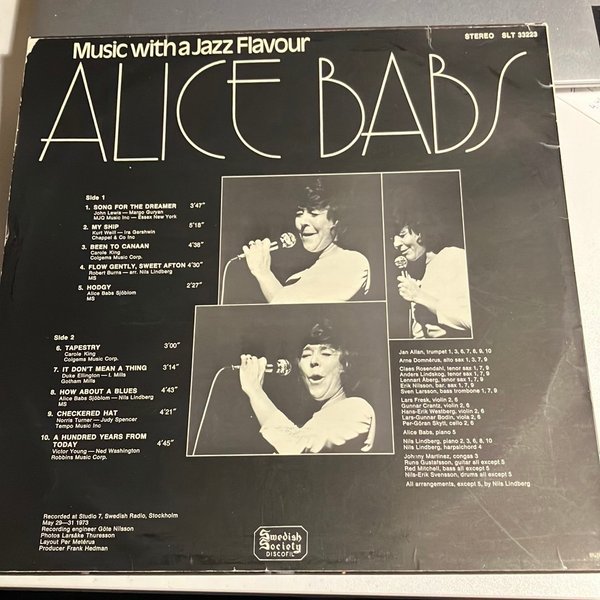 Music with a Jazz Flavour
STEREO SLT 33223
ALICE BABS
Side 1
1. SONG FOR THE DREAMER 3'47"
John Lewis — Margo Guryan
MJQ Music Inc — Essex New York
2. MY SHIP 5'18"
Kurt Weill — Ira Gershwin
Chappel & Co Inc
3. BEEN TO CANAAN 4'38"
Carole King
Colgems Music Corp.
4. FLOW GENTLY, SWEET AFTON 4'30"
Robert Burns — arr. Nils Lindberg
MS
5. HODGY 2'27"
Alice Babs Sjöblom
MS
Side 2
6. TAPESTRY 3'00"
Carole King
Colgems Music Corp.
7. IT DON'T MEAN A THING 3'14"
Duke Ellington — I. Mills
Gotham Mills
8. HOW ABOUT A BLUES 4'43"
Alice Babs Sjöblom — Nils Lindberg
MS
9. CHECKERED HAT 4'21"
Norris Turner — Judy Spencer
Tempo Music Inc
10. A HUNDRED YEARS FROM
TODAY 4'45"
Victor Young — Ned Washington
Robbins Music Corp.
Jan Allan, trumpet 1, 3, 6, 7, 8, 9, 10
Arne Domnérus, alto sax 1, 3, 7, 9
Claes Rosendahl, tenor sax 1, 7, 9
Anders Lindskog, tenor sax 1, 7, 9
Lennart Åberg, tenor sax 1, 7, 9
Erik Nilsson, bar. sax 1, 7, 9
Sven Larsson, bass trombone 1, 7, 9
Lars Fresk, violin 2, 6
Gunnar Crantz, violin 2, 6
Hans-Erik Westberg, violin 2, 6
Lars-Gunnar Bodin, viola 2, 6
Per-Göran Skytt, cello 2, 6
Alice Babs, piano 5
Nils Lindberg, piano 2, 3, 6, 8, 10
Nils Lindberg, harpsichord 4
Johnny Martinez, congas 3
Rune Gustafsson, guitar all except 5
Red Mitchell, bass all except 5
Nils-Erik Svensson, drums all except 5
All arrangements, except 5, by Nils Lindberg
Recorded at Studio 7, Swedish Radio, Stockholm
May 29—31 1973
Recording engineer Göte Nilsson
Photos Larsåke Thuresson
Layout Per Metérus
Producer Frank Hedman
Swedish
Society
DISCOFIL